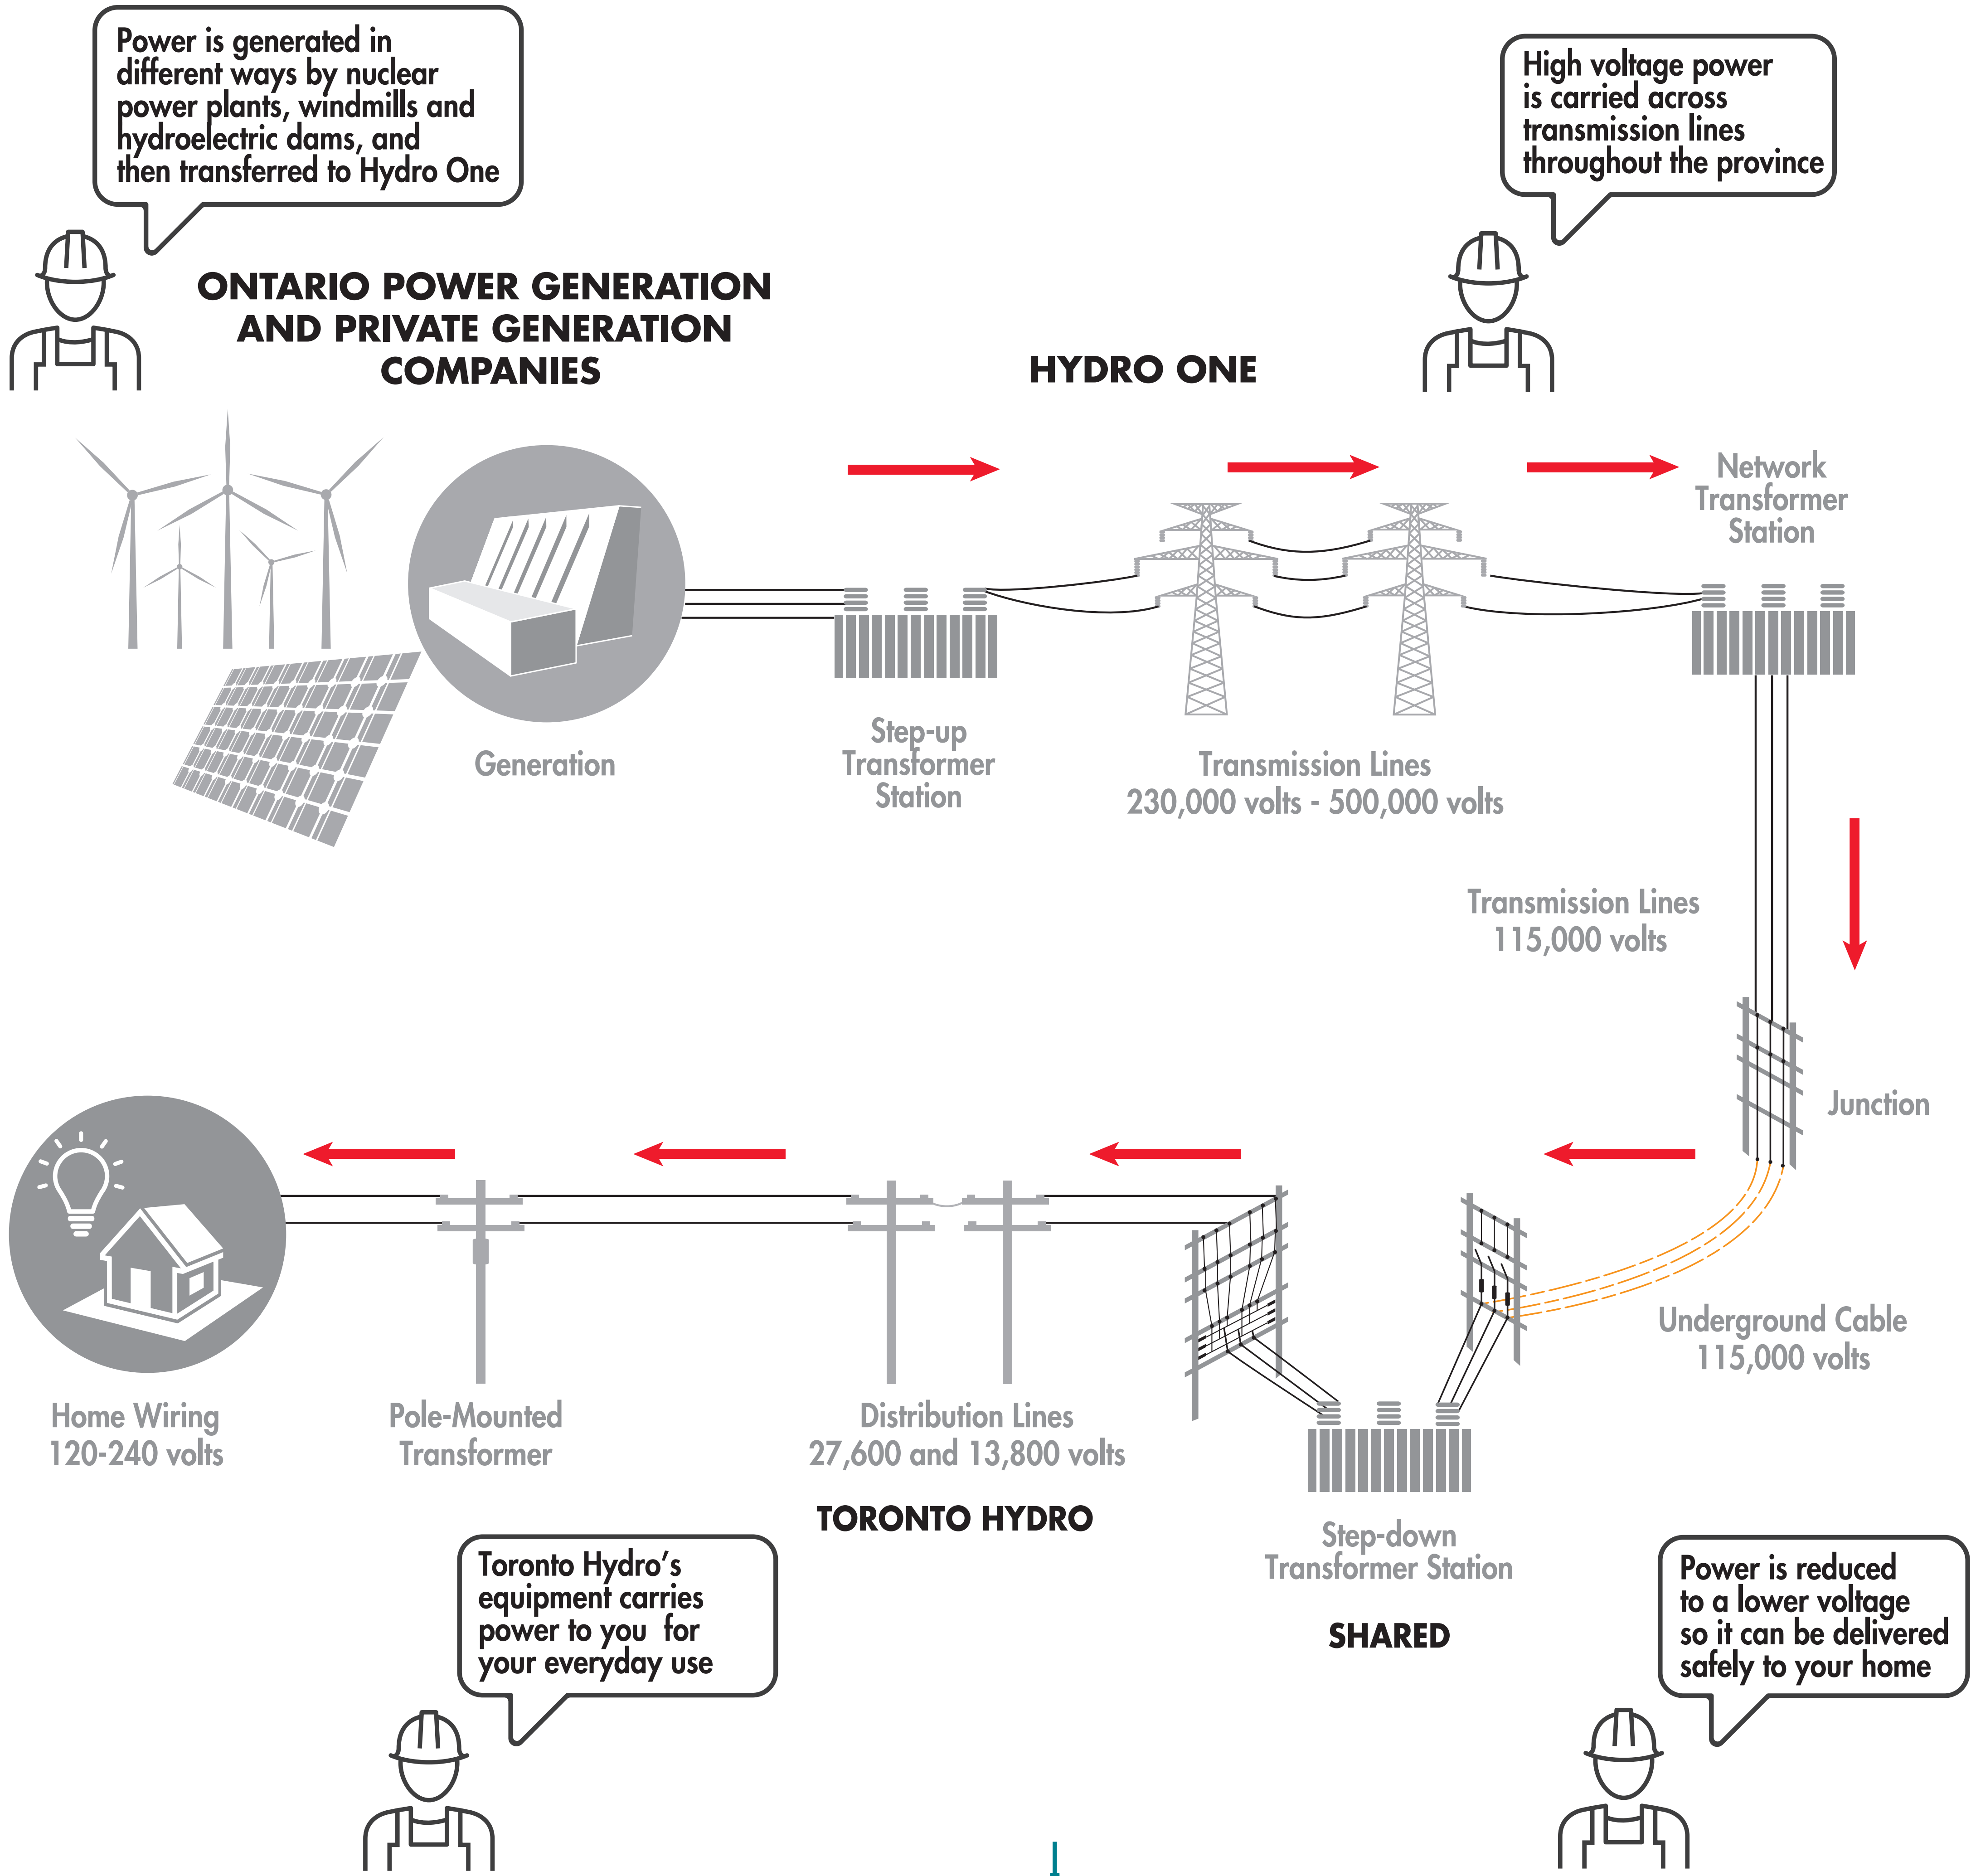 Power is generated in
different ways by nuclear
power plants, windmills and
hydroelectric dams, and
then transferred to Hydro One
High voltage power
is carried across
transmission lines
throughout the province
ONTARIO POWER GENERATION
AND PRIVATE GENERATION
COMPANIES
HYDRO ONE
Network
Transformer
Station
Generation
Step-up
Transformer
Station
Transmission Lines
230,000 volts - 500,000 volts
Transmission Lines
115,000 volts
Junction
Underground Cable
115,000 volts
Home Wiring
120-240 volts
Pole-Mounted
Transformer
Distribution Lines
27,600 and 13,800 volts
TORONTO HYDRO
Step-down
Transformer Station
SHARED
Toronto Hydro's
equipment carries
power to you for
your everyday use
Power is reduced
to a lower voltage
so it can be delivered
safely to your home